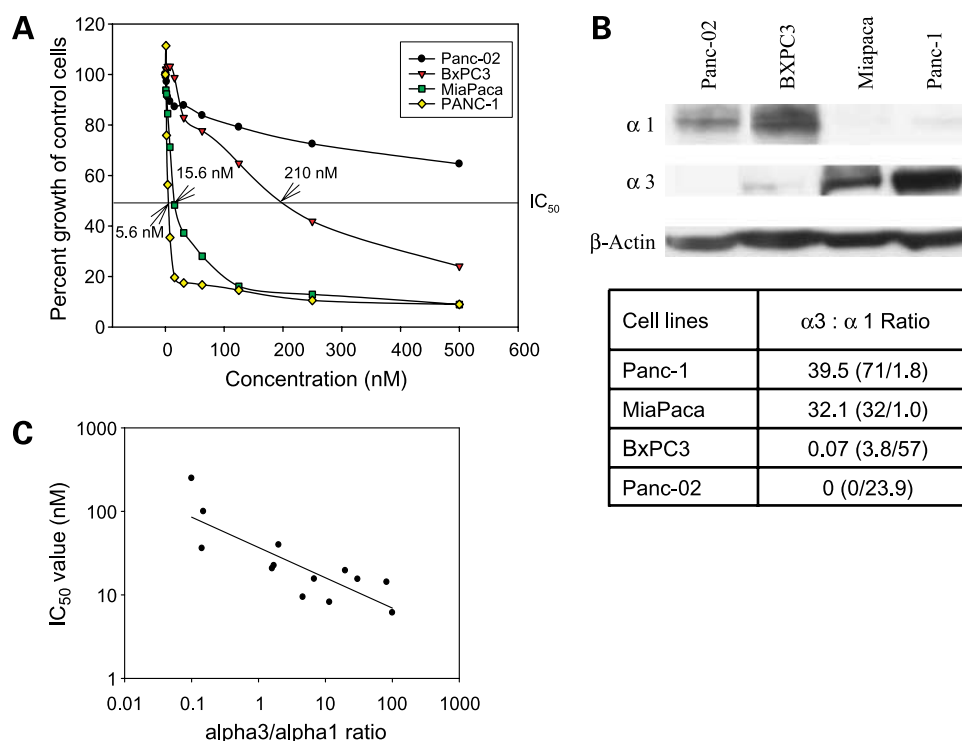 A
120
100
80
60
40
20
0
Percent growth of control cells
Panc-02
BxPC3
MiaPaca
PANC-1
15.6 nM
210 nM
5.6 nM
IC50
0 100 200 300 400 500 600
Concentration (nM)
B
Panc-02
BXPC3
Miapaca
Panc-1
α 1
α 3
β-Actin
Cell lines α3 : α 1 Ratio
Panc-1 39.5 (71/1.8)
MiaPaca 32.1 (32/1.0)
BxPC3 0.07 (3.8/57)
Panc-02 0 (0/23.9)
C
1000
100
10
1
IC50 value (nM)
0.01 0.1 1 10 100 1000
alpha3/alpha1 ratio